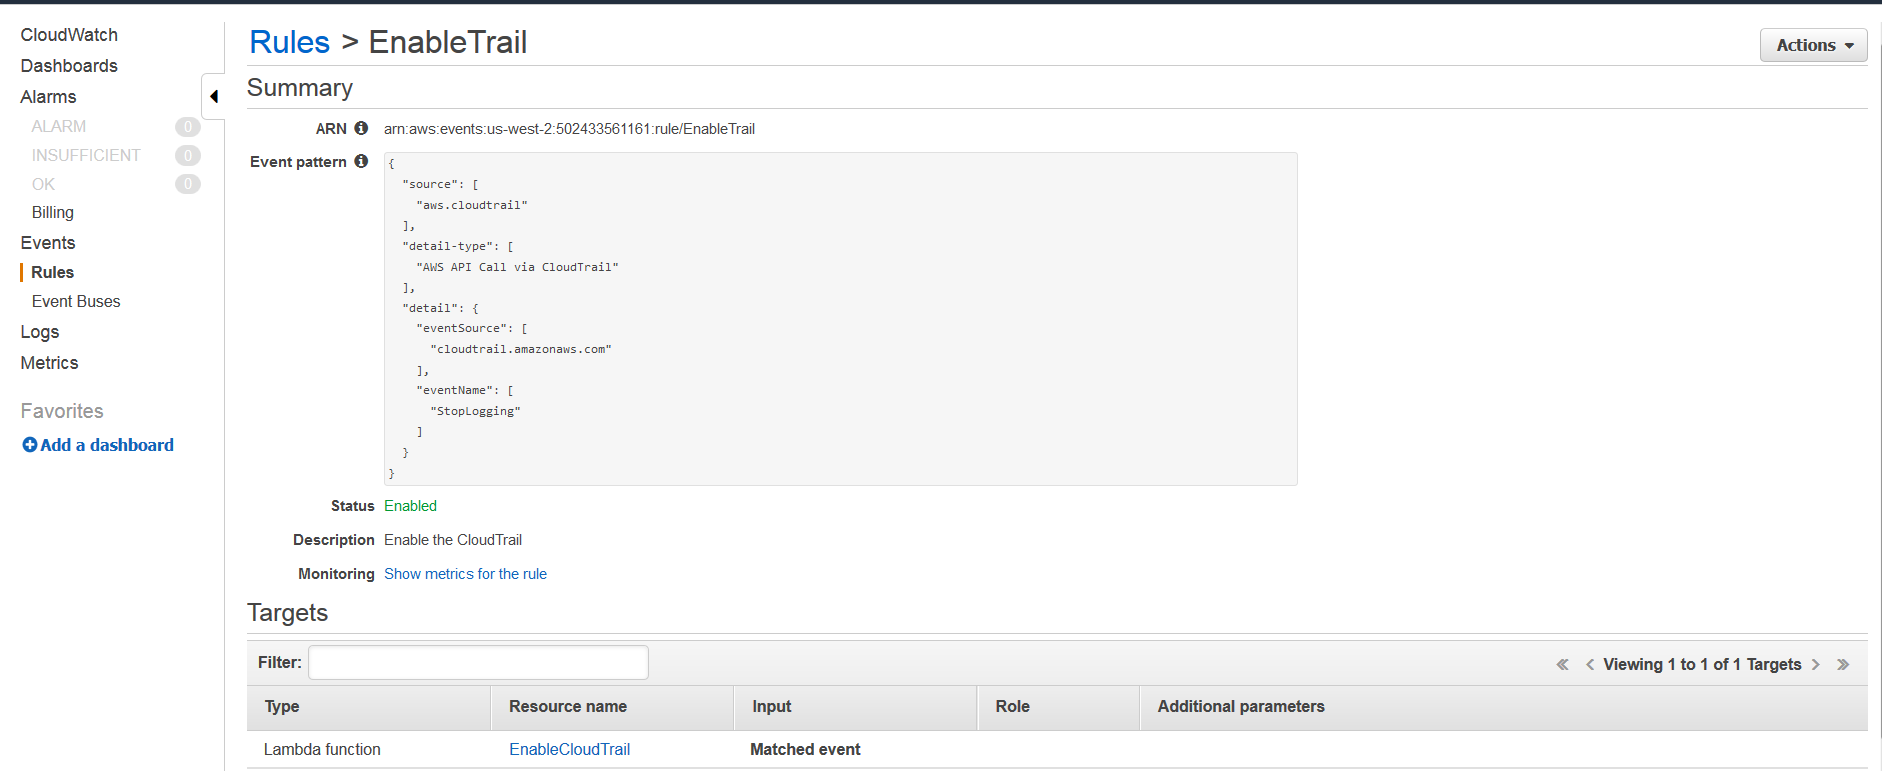 CloudWatch
Dashboards
Alarms
ALARM 0
INSUFFICIENT 0
OK 0
Billing
Events
Rules
Event Buses
Logs
Metrics
Favorites
Add a dashboard
Rules > EnableTrail
Actions
Summary
ARN arn:aws:events:us-west-2:502433561161:rule/EnableTrail
Event pattern {
"source": [
"aws.cloudtrail"
],
"detail-type": [
"AWS API Call via CloudTrail"
],
"detail": {
"eventSource": [
"cloudtrail.amazonaws.com"
],
"eventName": [
"StopLogging"
]
}
}
Status Enabled
Description Enable the CloudTrail
Monitoring Show metrics for the rule
Targets
Filter: « < Viewing 1 to 1 of 1 Targets > »
Type Resource name Input Role Additional parameters
Lambda function EnableCloudTrail Matched event